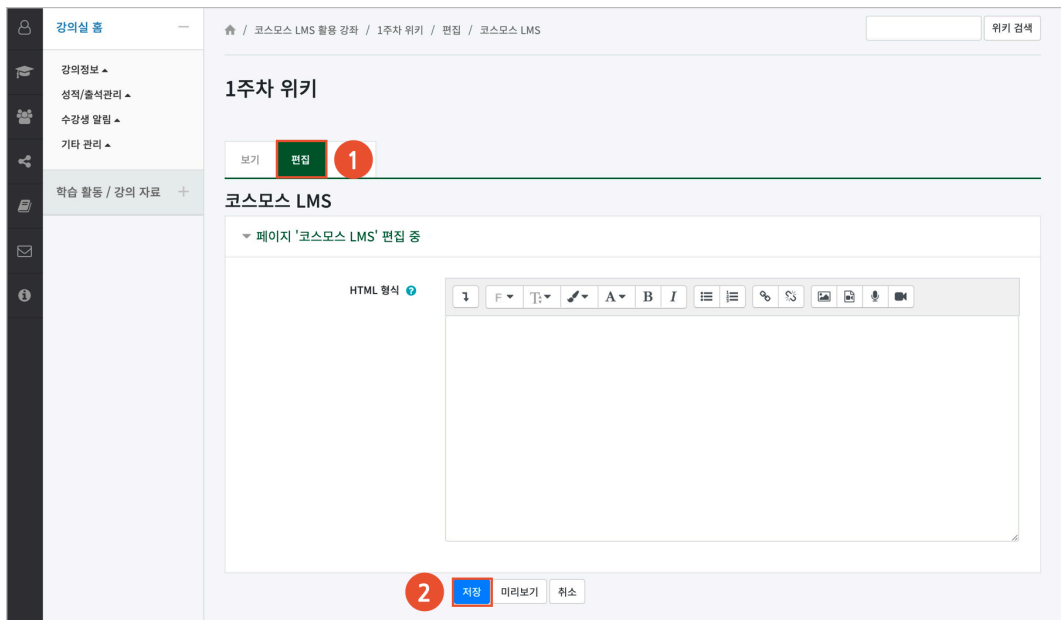 강의실 홈
강의정보
성적/출석관리
수강생 알림
기타 관리
학습 활동 / 강의 자료
/ 코스모스 LMS 활용 강좌 / 1주차 위키 / 편집 / 코스모스 LMS
위키 검색
1주차 위키
보기 편집 1
코스모스 LMS
페이지 '코스모스 LMS' 편집 중
HTML 형식
F T: A B I
2 저장 미리보기 취소